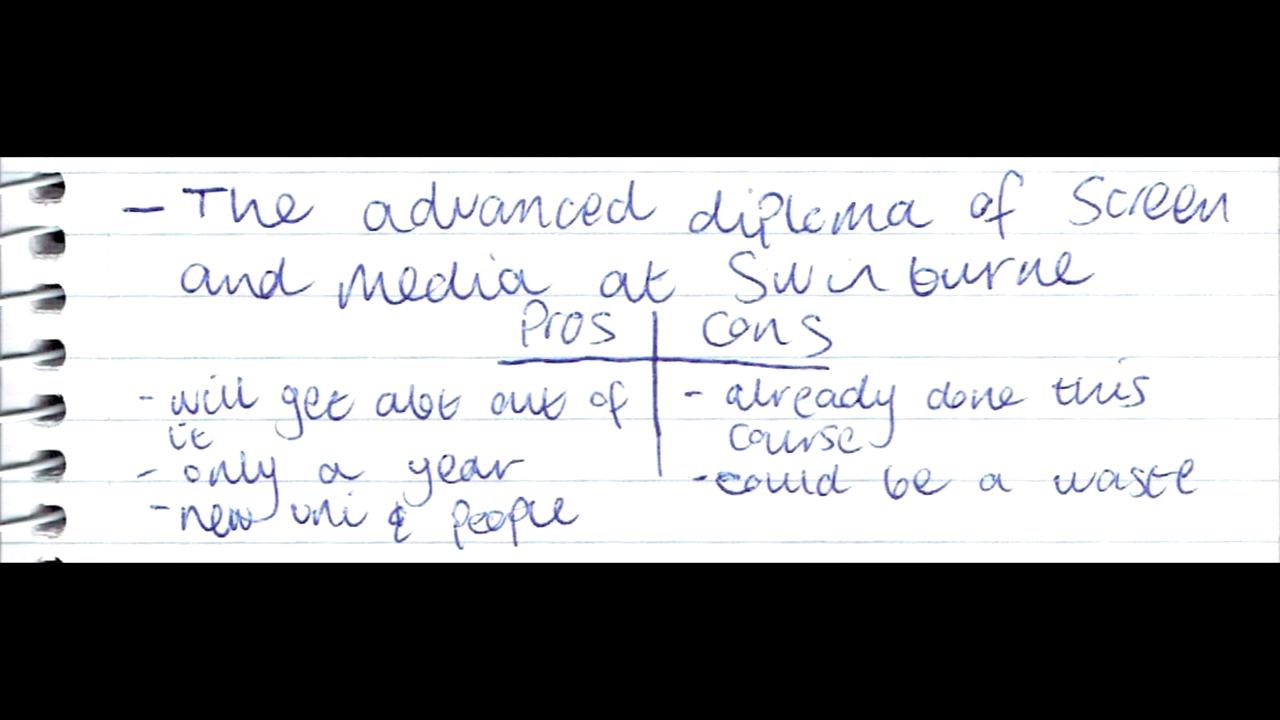 - The advanced diploma of Screen
and Media at Swinburne
Pros | Cons
- will get alot out of
it
- only a year
- new uni & people
- already done this
course
- could be a waste